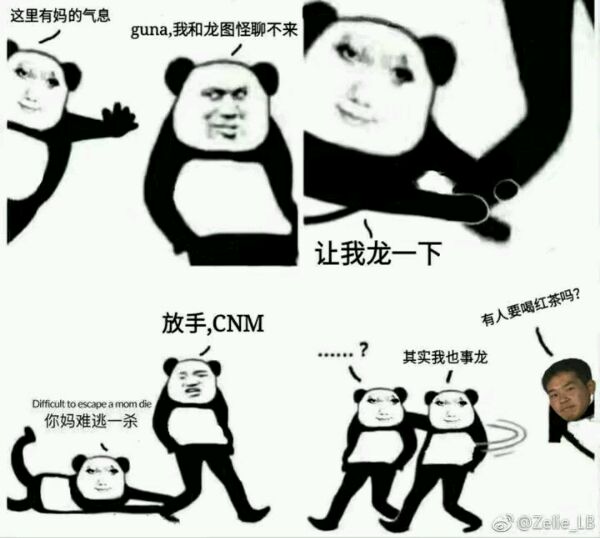 这里有妈的气息
guna,我和龙图怪聊不来
让我龙一下
放手,CNM
Difficult to escape a mom die
你妈难逃一杀
……？
其实我也事龙
有人要喝红茶吗?
@Zelie_LB